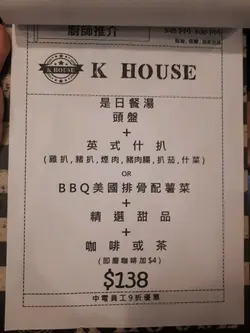 廚師推介
K HOUSE
K HOUSE
是日餐湯
頭盤
+
英式什扒
(雞扒,豬扒,煙肉,豬肉腸,扒茄,什菜)
OR
BBQ美國排骨配薯菜
+
精選甜品
+
咖啡或茶
(即磨咖啡加$4)
$138
中電員工9折優惠